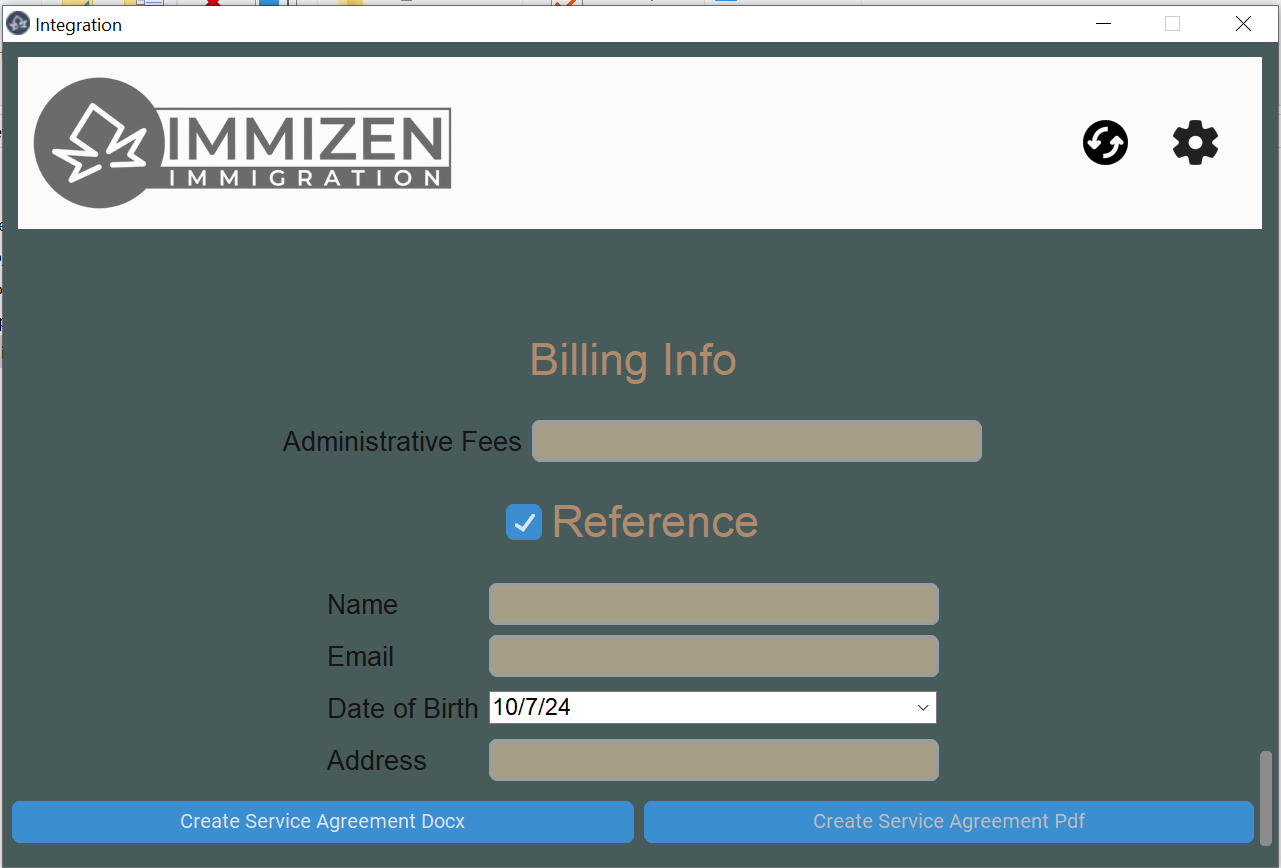 Integration
IMMIZEN
IMMIGRATION
Billing Info
Administrative Fees
Reference
Name
Email
Date of Birth 10/7/24
Address
Create Service Agreement Docx
Create Service Agreement Pdf